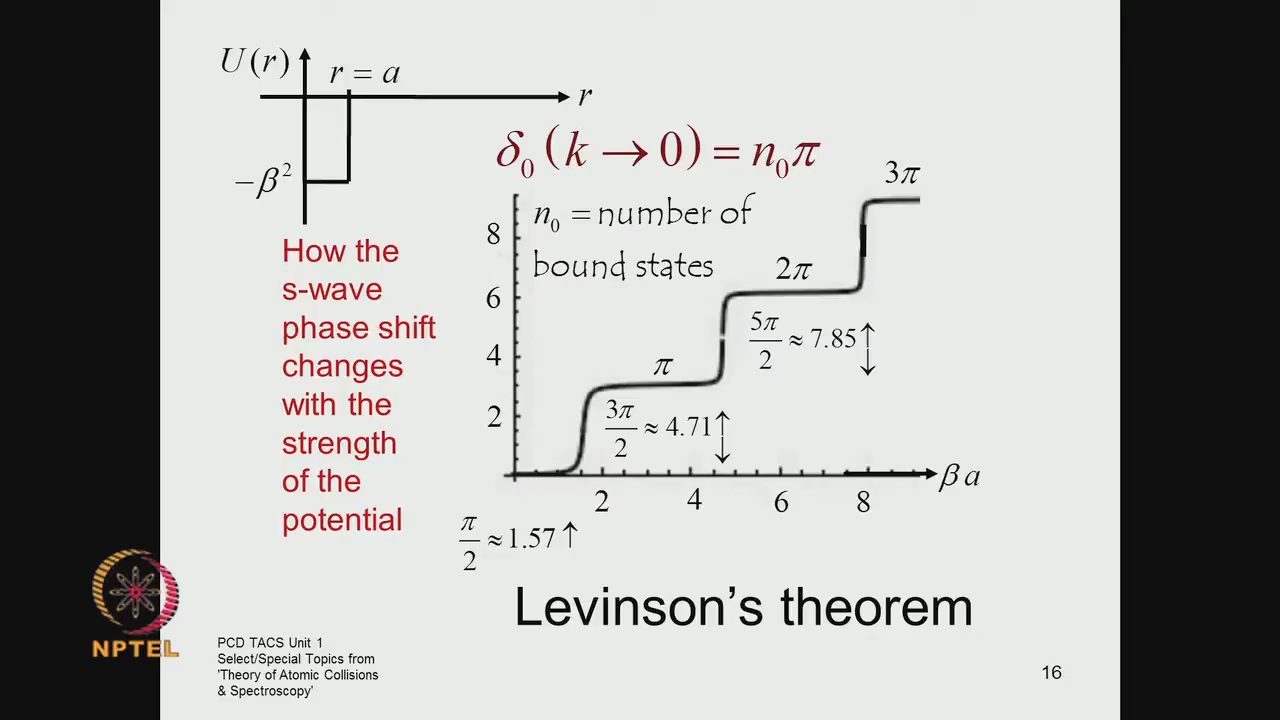 U(r)
r = a
r
−β²
δ₀(k → 0) = n₀π
n₀ = number of
bound states
How the
s-wave
phase shift
changes
with the
strength
of the
potential
8
6
4
2
3π
2π
π
5π/2 ≈ 7.85 ↑↓
3π/2 ≈ 4.71 ↑↓
2 4 6 8
β a
π/2 ≈ 1.57 ↑
Levinson’s theorem
NPTEL
PCD TACS Unit 1
Select/Special Topics from
'Theory of Atomic Collisions
& Spectroscopy'
16